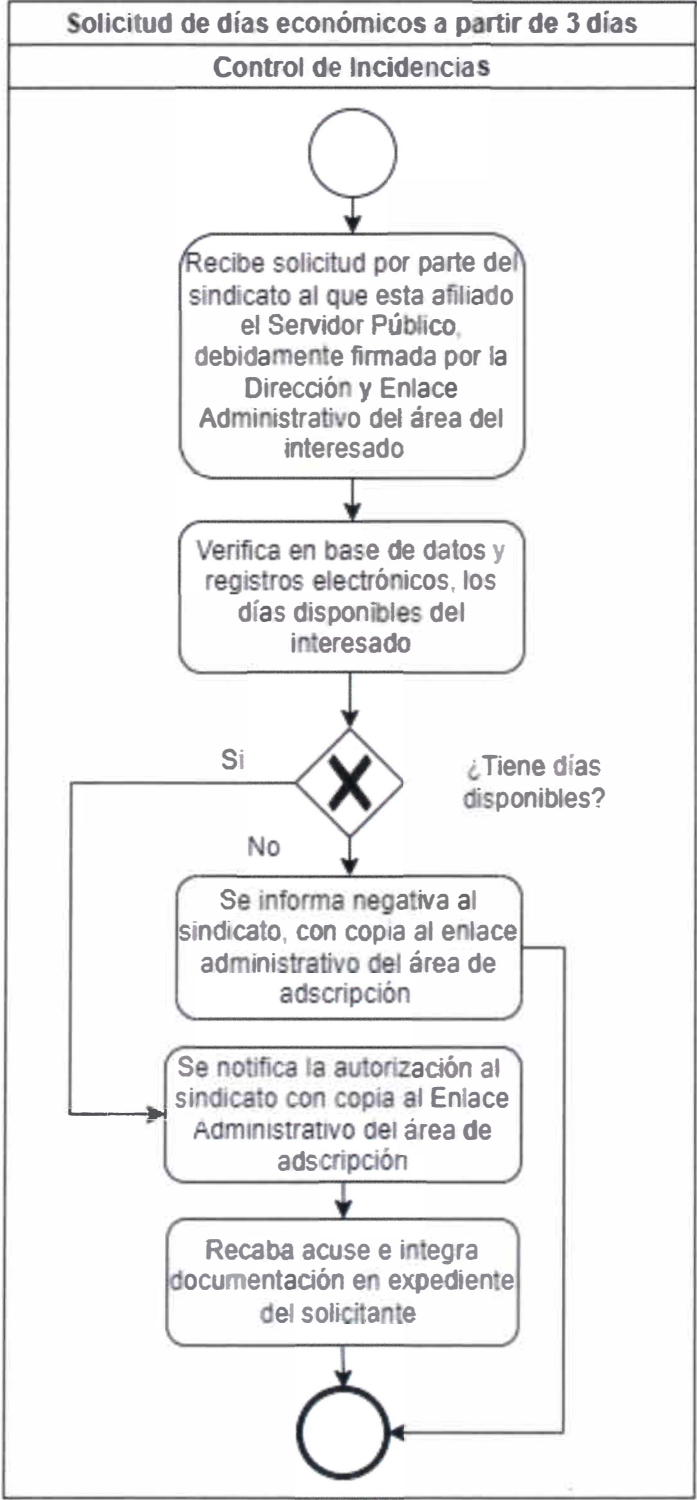 Solicitud de días económicos a partir de 3 días
Control de Incidencias
Recibe solicitud por parte del
sindicato al que esta afiliado
el Servidor Público,
debidamente firmada por la
Dirección y Enlace
Administrativo del área del
interesado
Verifica en base de datos y
registros electrónicos, los
días disponibles del
interesado
Si
¿Tiene días
disponibles?
No
Se informa negativa al
sindicato, con copia al enlace
administrativo del área de
adscripción
Se notifica la autorización al
sindicato con copia al Enlace
Administrativo del área de
adscripción
Recaba acuse e integra
documentación en expediente
del solicitante